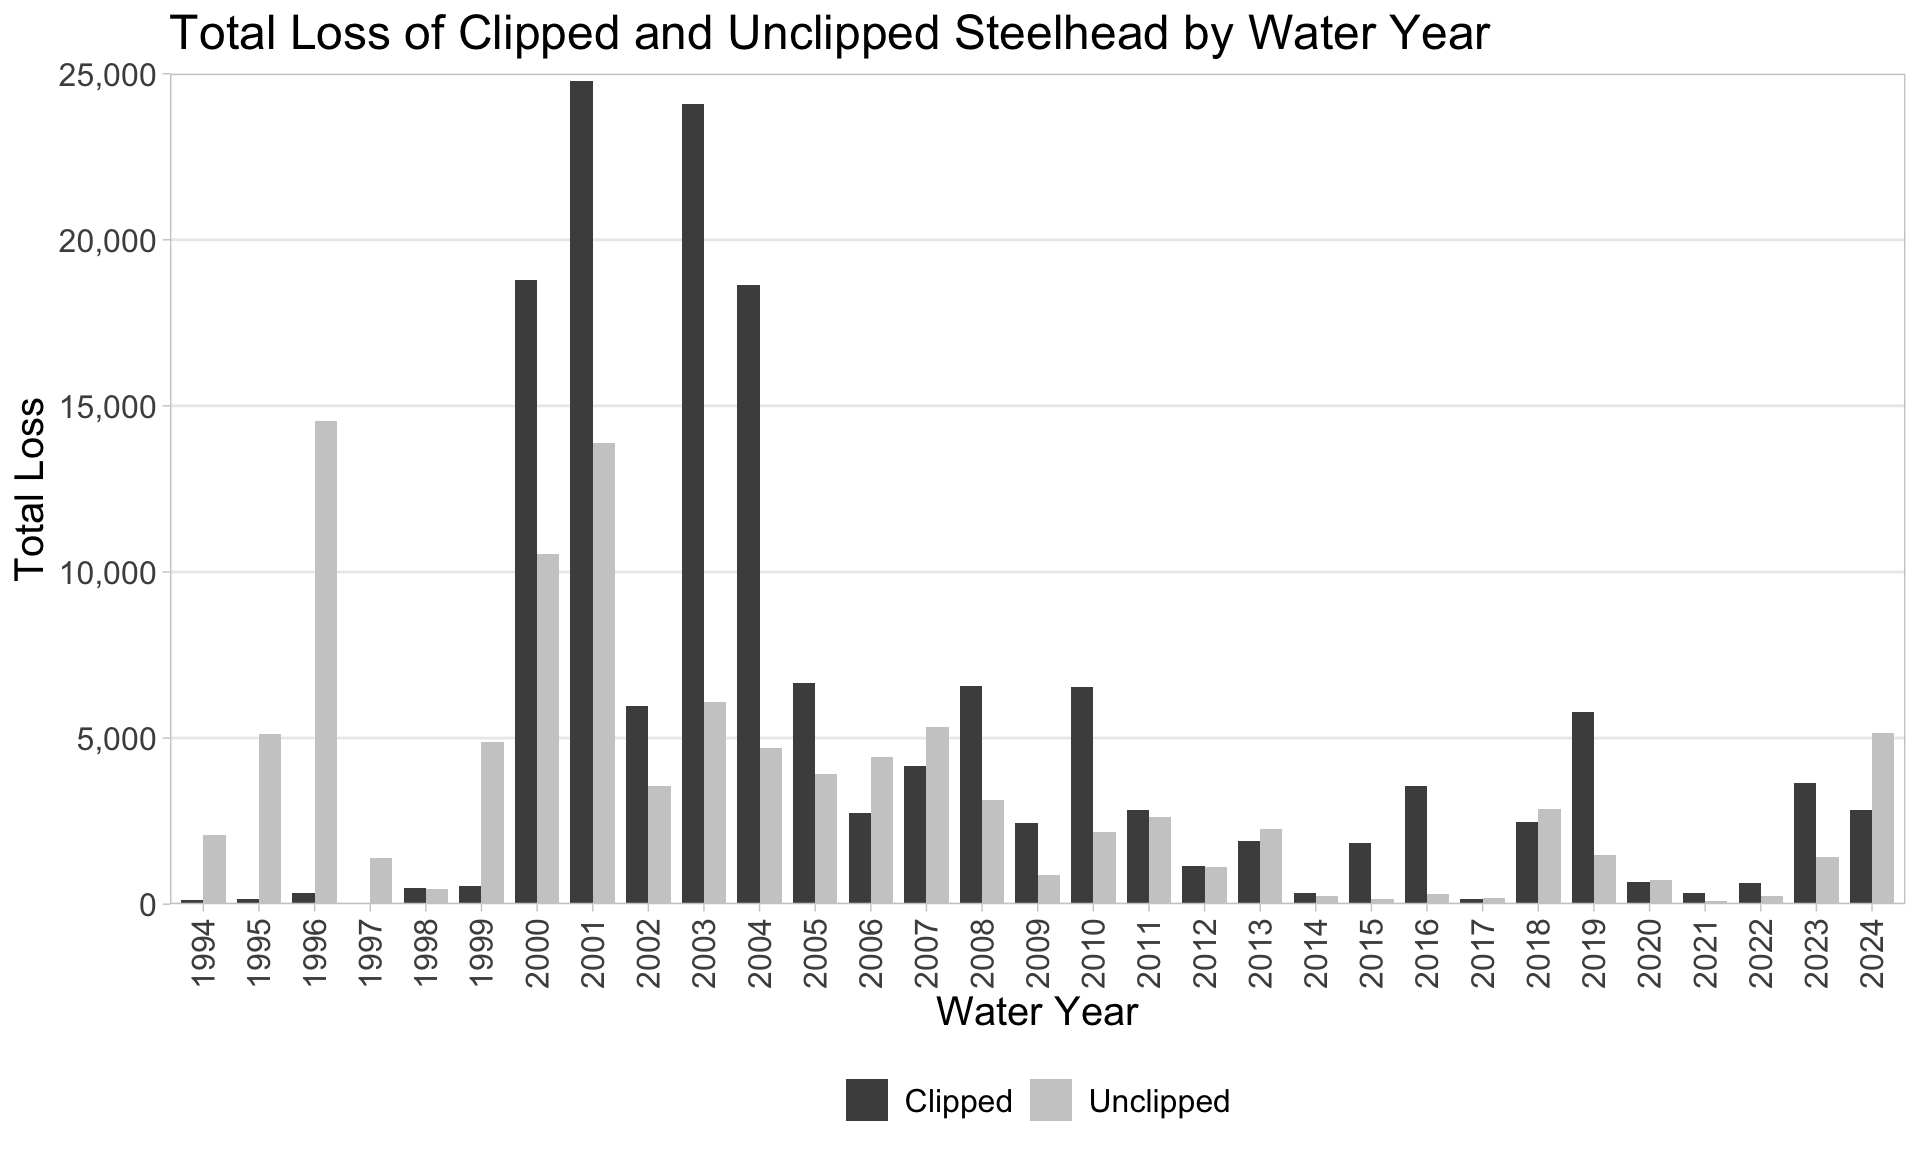 Total Loss of Clipped and Unclipped Steelhead by Water Year
25,000
20,000
15,000
10,000
5,000
0
Total Loss
1994 1995 1996 1997 1998 1999 2000 2001 2002 2003 2004 2005 2006 2007 2008 2009 2010 2011 2012 2013 2014 2015 2016 2017 2018 2019 2020 2021 2022 2023 2024
Water Year
Clipped Unclipped